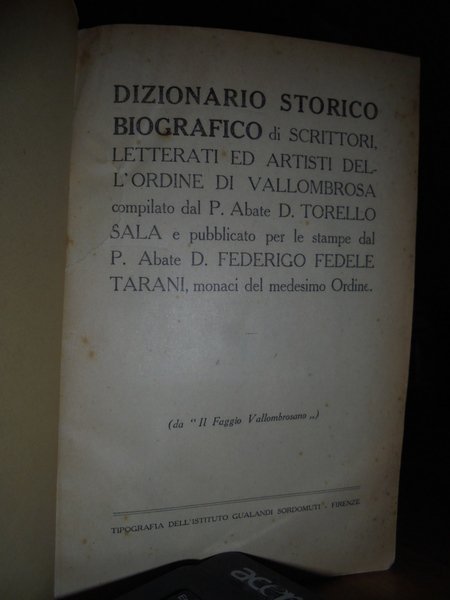 DIZIONARIO STORICO
BIOGRAFICO di SCRITTORI,
LETTERATI ED ARTISTI DEL-
L'ORDINE DI VALLOMBROSA
compilato dal P. Abate D. TORELLO
SALA e pubblicato per le stampe dal
P. Abate D. FEDERIGO FEDELE
TARANI, monaci del medesimo Ordine.
(da "Il Faggio Vallombrosano„)
TIPOGRAFIA DELL'ISTITUTO GUALANDI SORDOMUTI - FIRENZE
acer